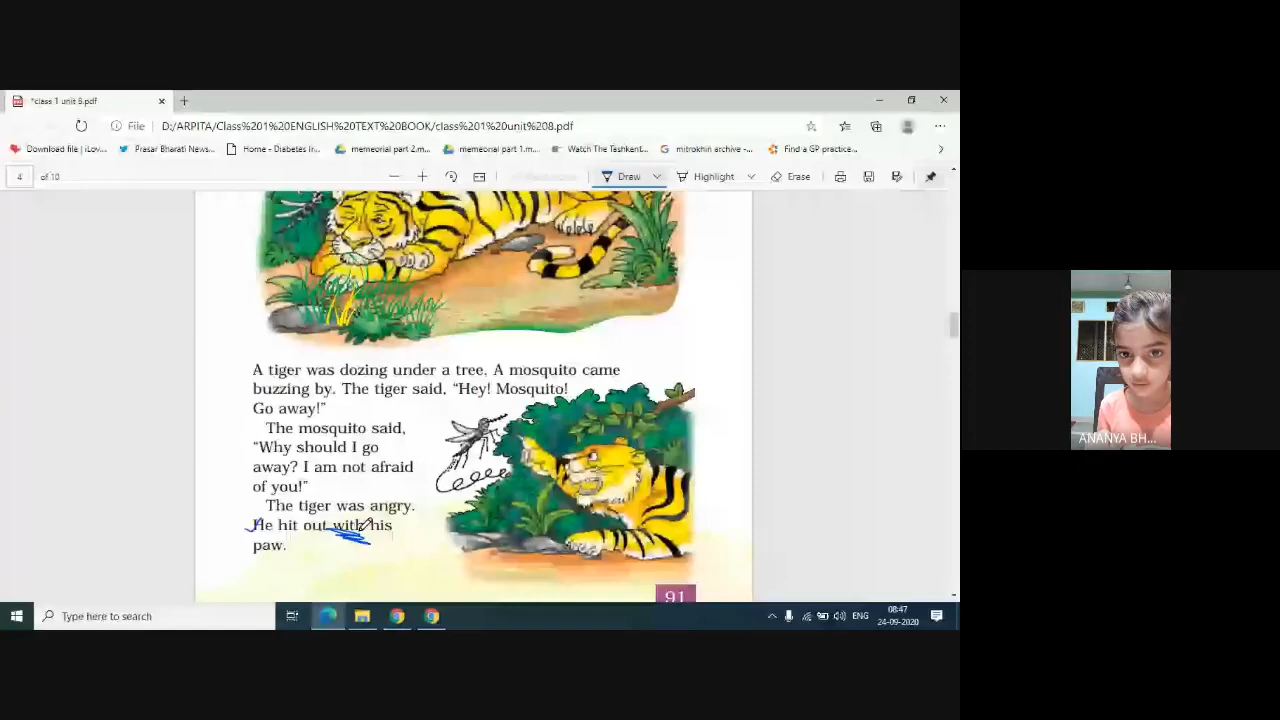 *class 1 unit 8.pdf
File D:/ARPITA/Class%201%20ENGLISH%20TEXT%20BOOK/class%201%20unit%208.pdf
Download file | iLov... Prasar Bharati News... Home - Diabetes in... memeorial part 2.m... memeorial part 1.m... Watch The Tashkent... mitrokhin archive -... Find a GP practice...
4 of 10 Draw Highlight Erase
A tiger was dozing under a tree. A mosquito came
buzzing by. The tiger said, “Hey! Mosquito!
Go away!”
The mosquito said,
“Why should I go
away? I am not afraid
of you!”
The tiger was angry.
He hit out with his
paw.
91
ANANYA BH...
Type here to search
ENG
08:47
24-09-2020